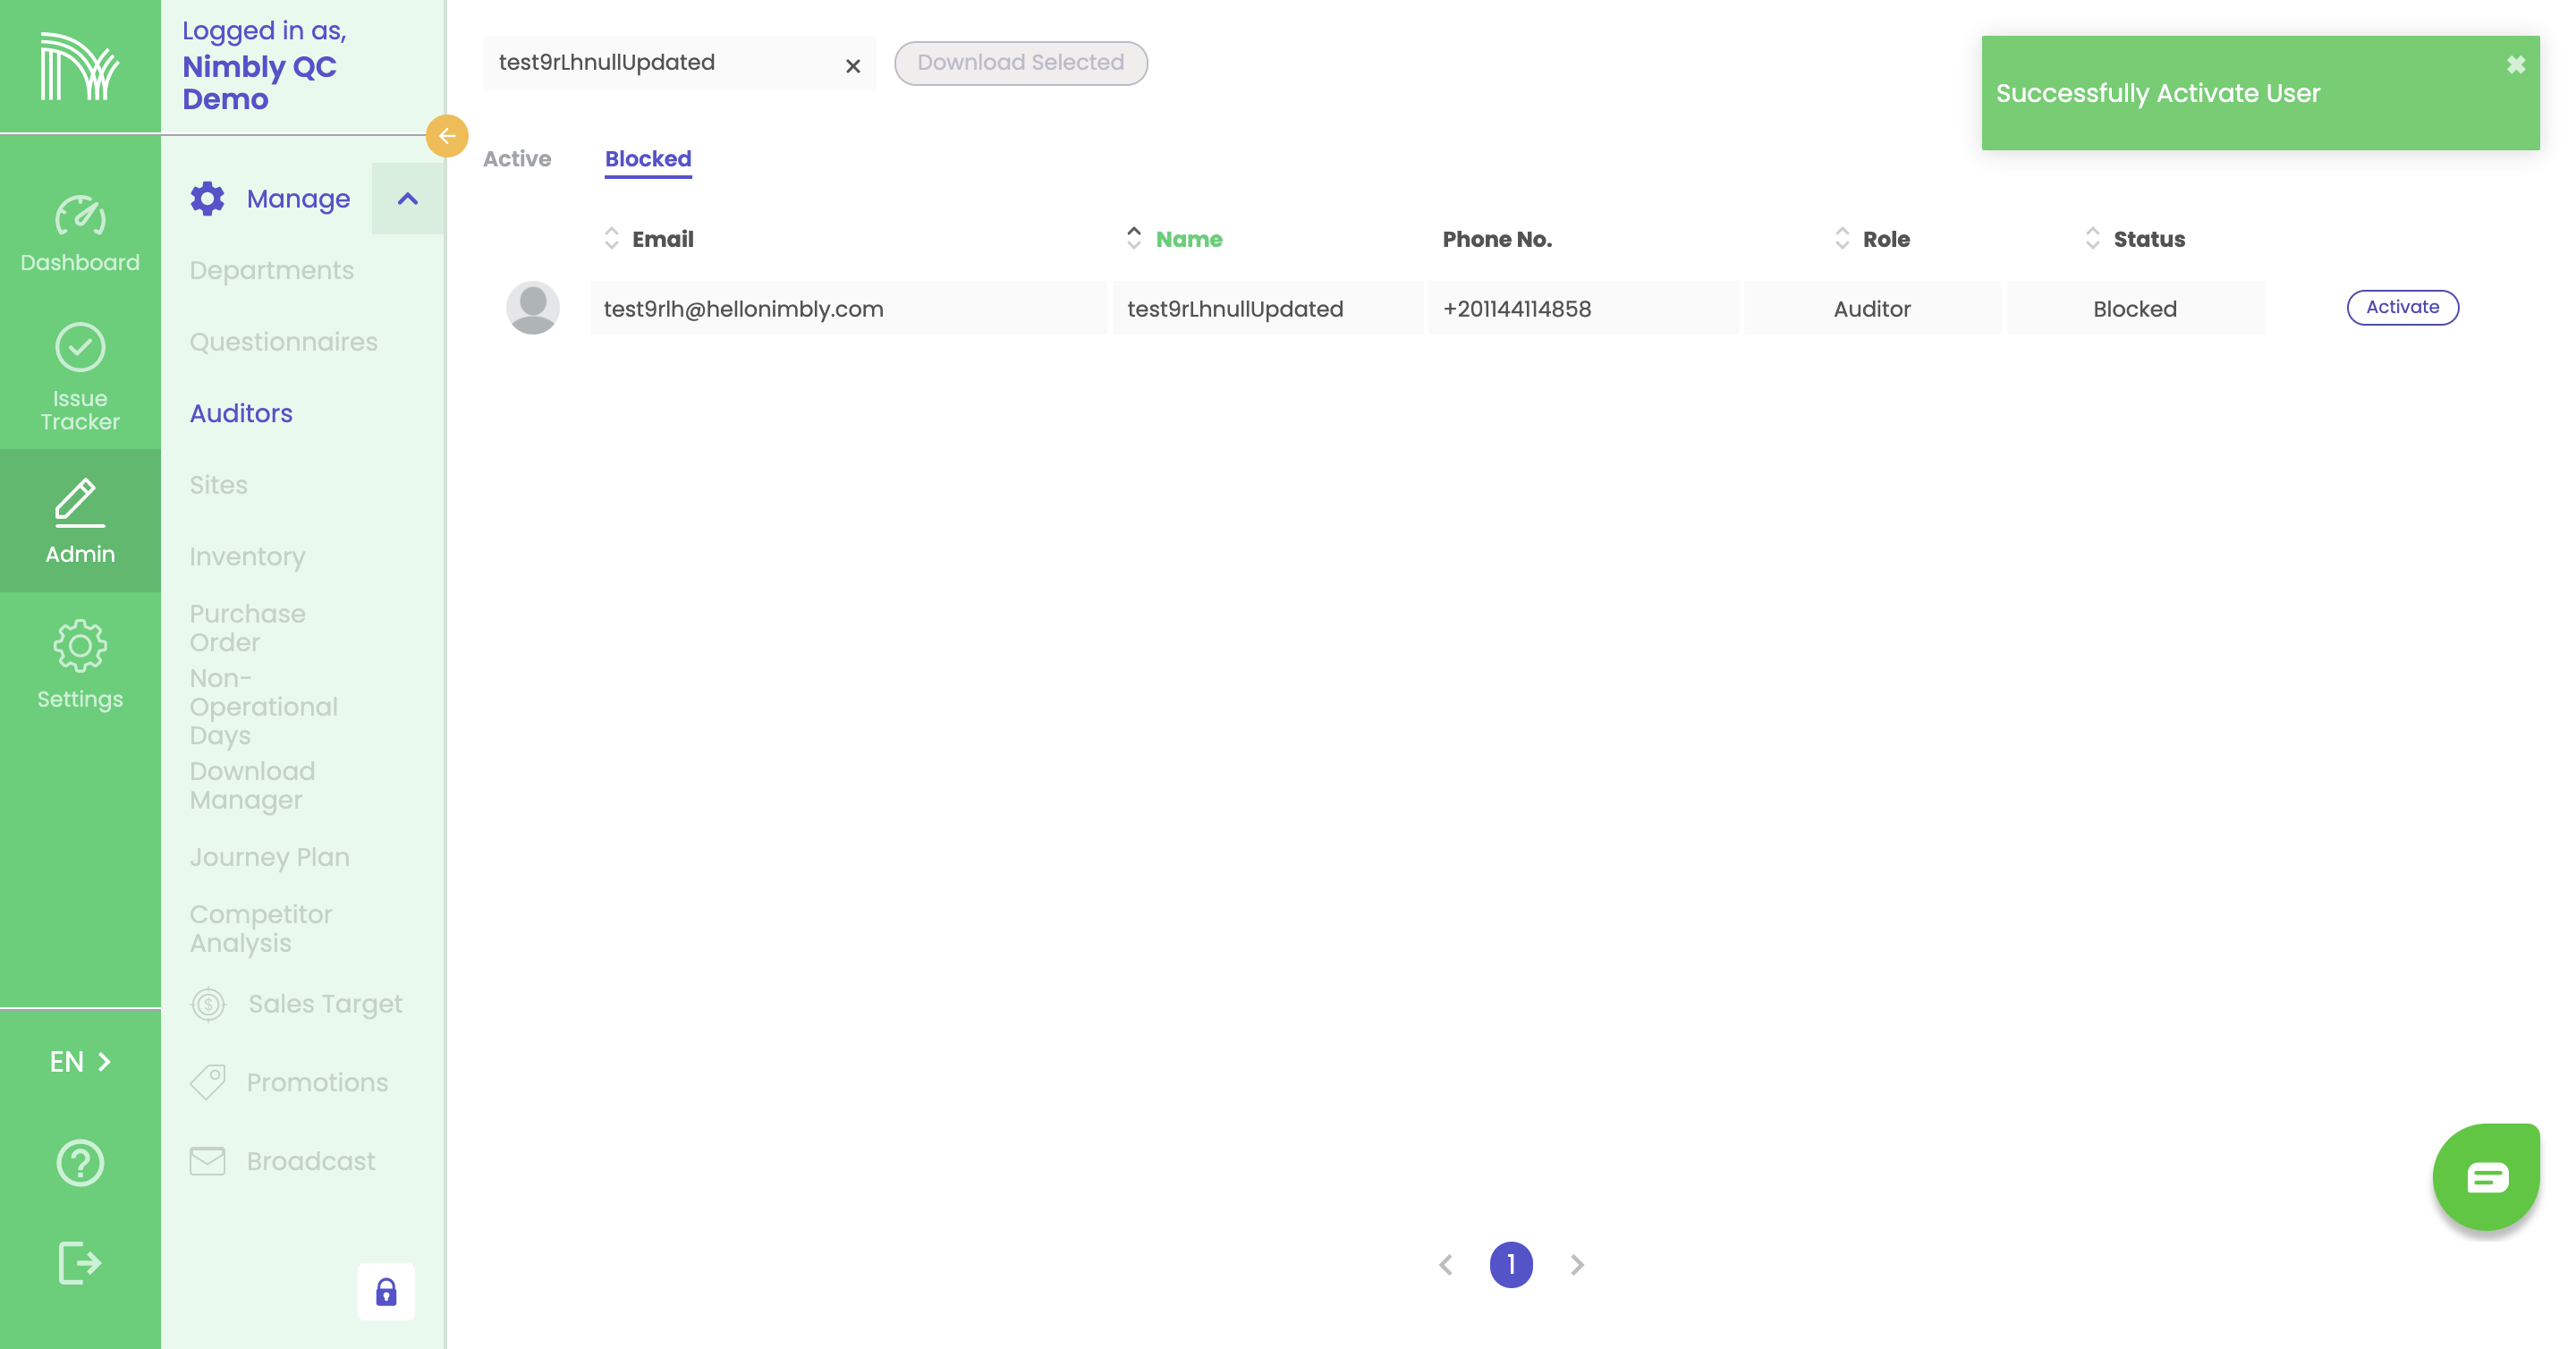 Logged in as,
Nimbly QC
Demo
Dashboard
Issue
Tracker
Admin
Settings
EN
Manage
Departments
Questionnaires
Auditors
Sites
Inventory
Purchase
Order
Non-
Operational
Days
Download
Manager
Journey Plan
Competitor
Analysis
Sales Target
Promotions
Broadcast
test9rLhnullUpdated
Download Selected
Successfully Activate User
Active Blocked
Email Name Phone No. Role Status
test9rlh@hellonimbly.com test9rLhnullUpdated +201144114858 Auditor Blocked Activate
1